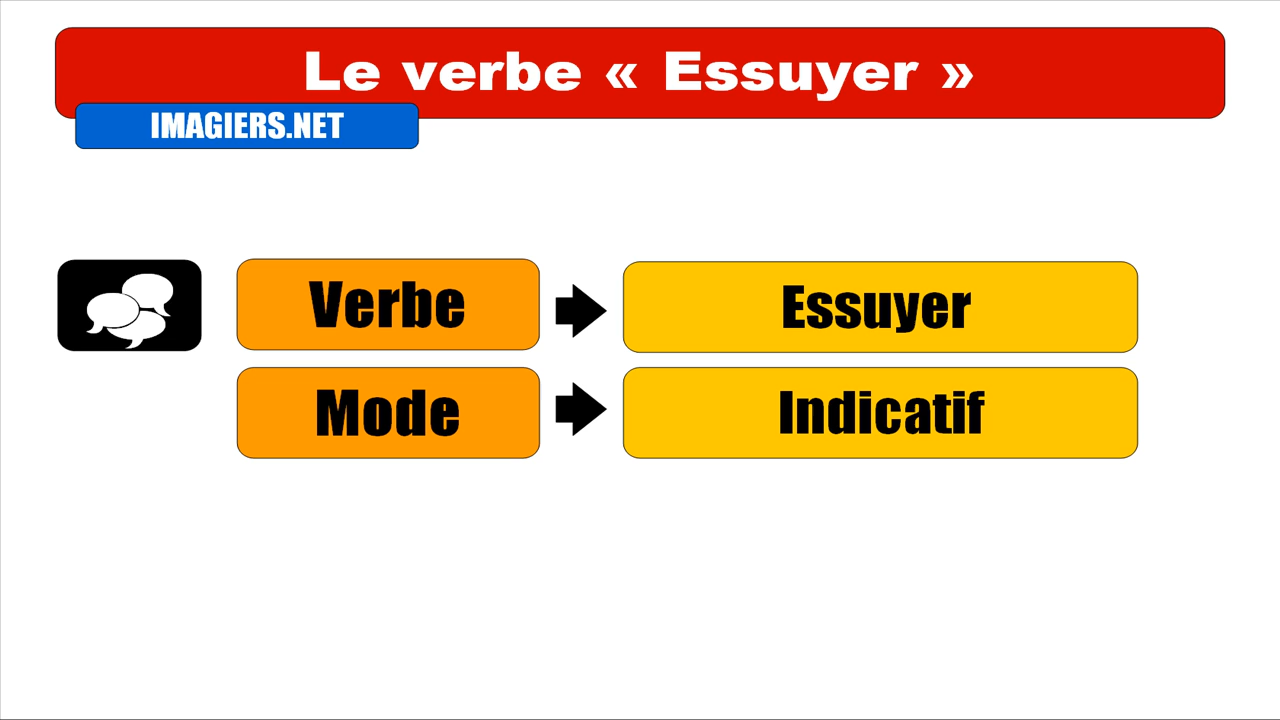 Le verbe « Essuyer »
IMAGIERS.NET
Verbe Essuyer
Mode Indicatif